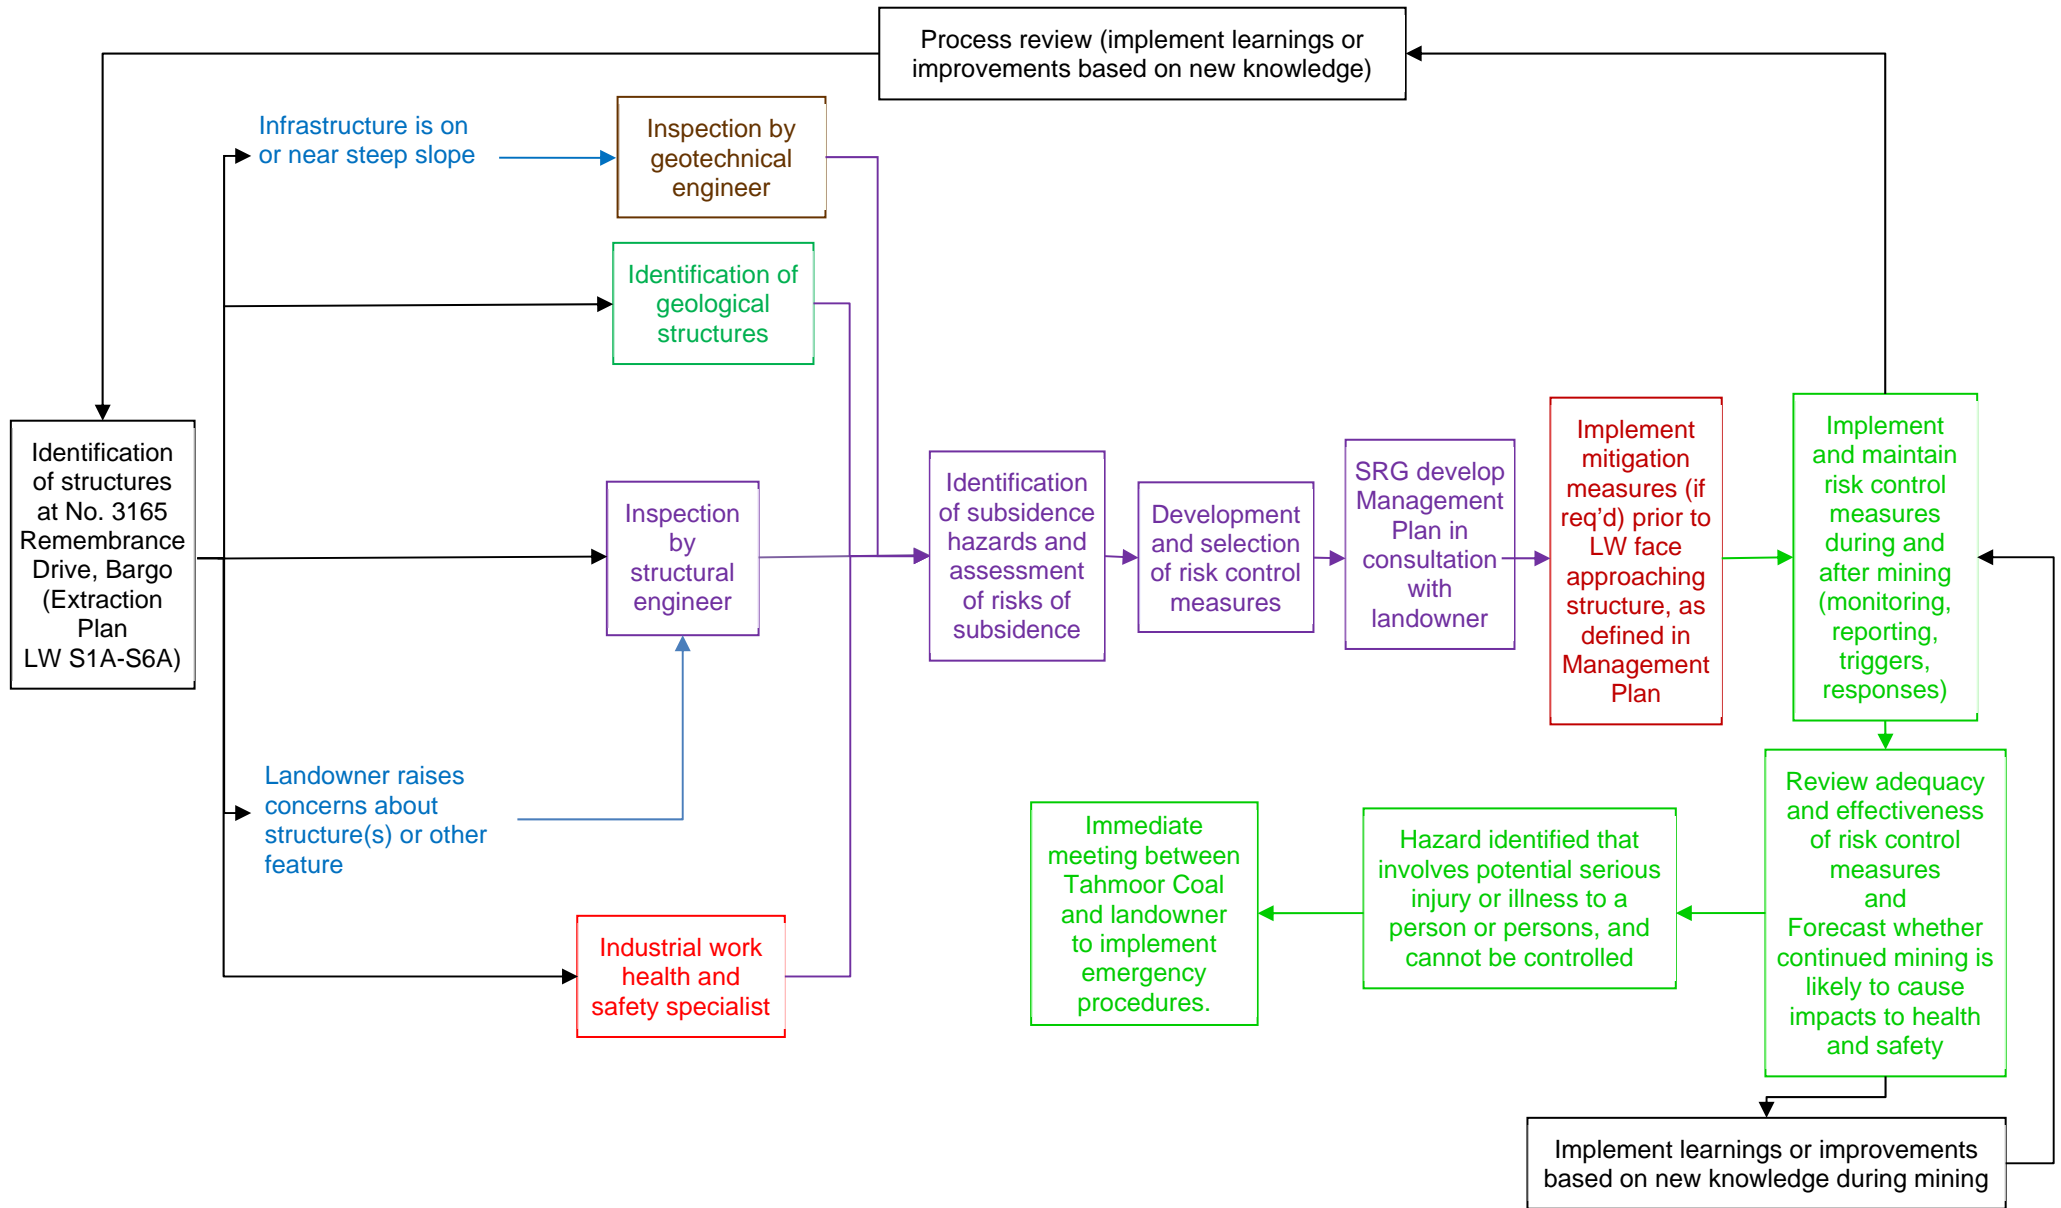 Process review (implement learnings or
improvements based on new knowledge)
Infrastructure is on
or near steep slope
Inspection by
geotechnical
engineer
Identification of
geological
structures
Identification
of structures
at No. 3165
Remembrance
Drive, Bargo
(Extraction
Plan
LW S1A-S6A)
Inspection
by
structural
engineer
Landowner raises
concerns about
structure(s) or other
feature
Industrial work
health and
safety specialist
Identification
of subsidence
hazards and
assessment
of risks of
subsidence
Development
and selection
of risk control
measures
SRG develop
Management
Plan in
consultation
with
landowner
Implement
mitigation
measures (if
req’d) prior to
LW face
approaching
structure, as
defined in
Management
Plan
Implement
and maintain
risk control
measures
during and
after mining
(monitoring,
reporting,
triggers,
responses)
Review adequacy
and effectiveness
of risk control
measures
and
Forecast whether
continued mining is
likely to cause
impacts to health
and safety
Hazard identified that
involves potential serious
injury or illness to a
person or persons, and
cannot be controlled
Immediate
meeting between
Tahmoor Coal
and landowner
to implement
emergency
procedures.
Implement learnings or improvements
based on new knowledge during mining